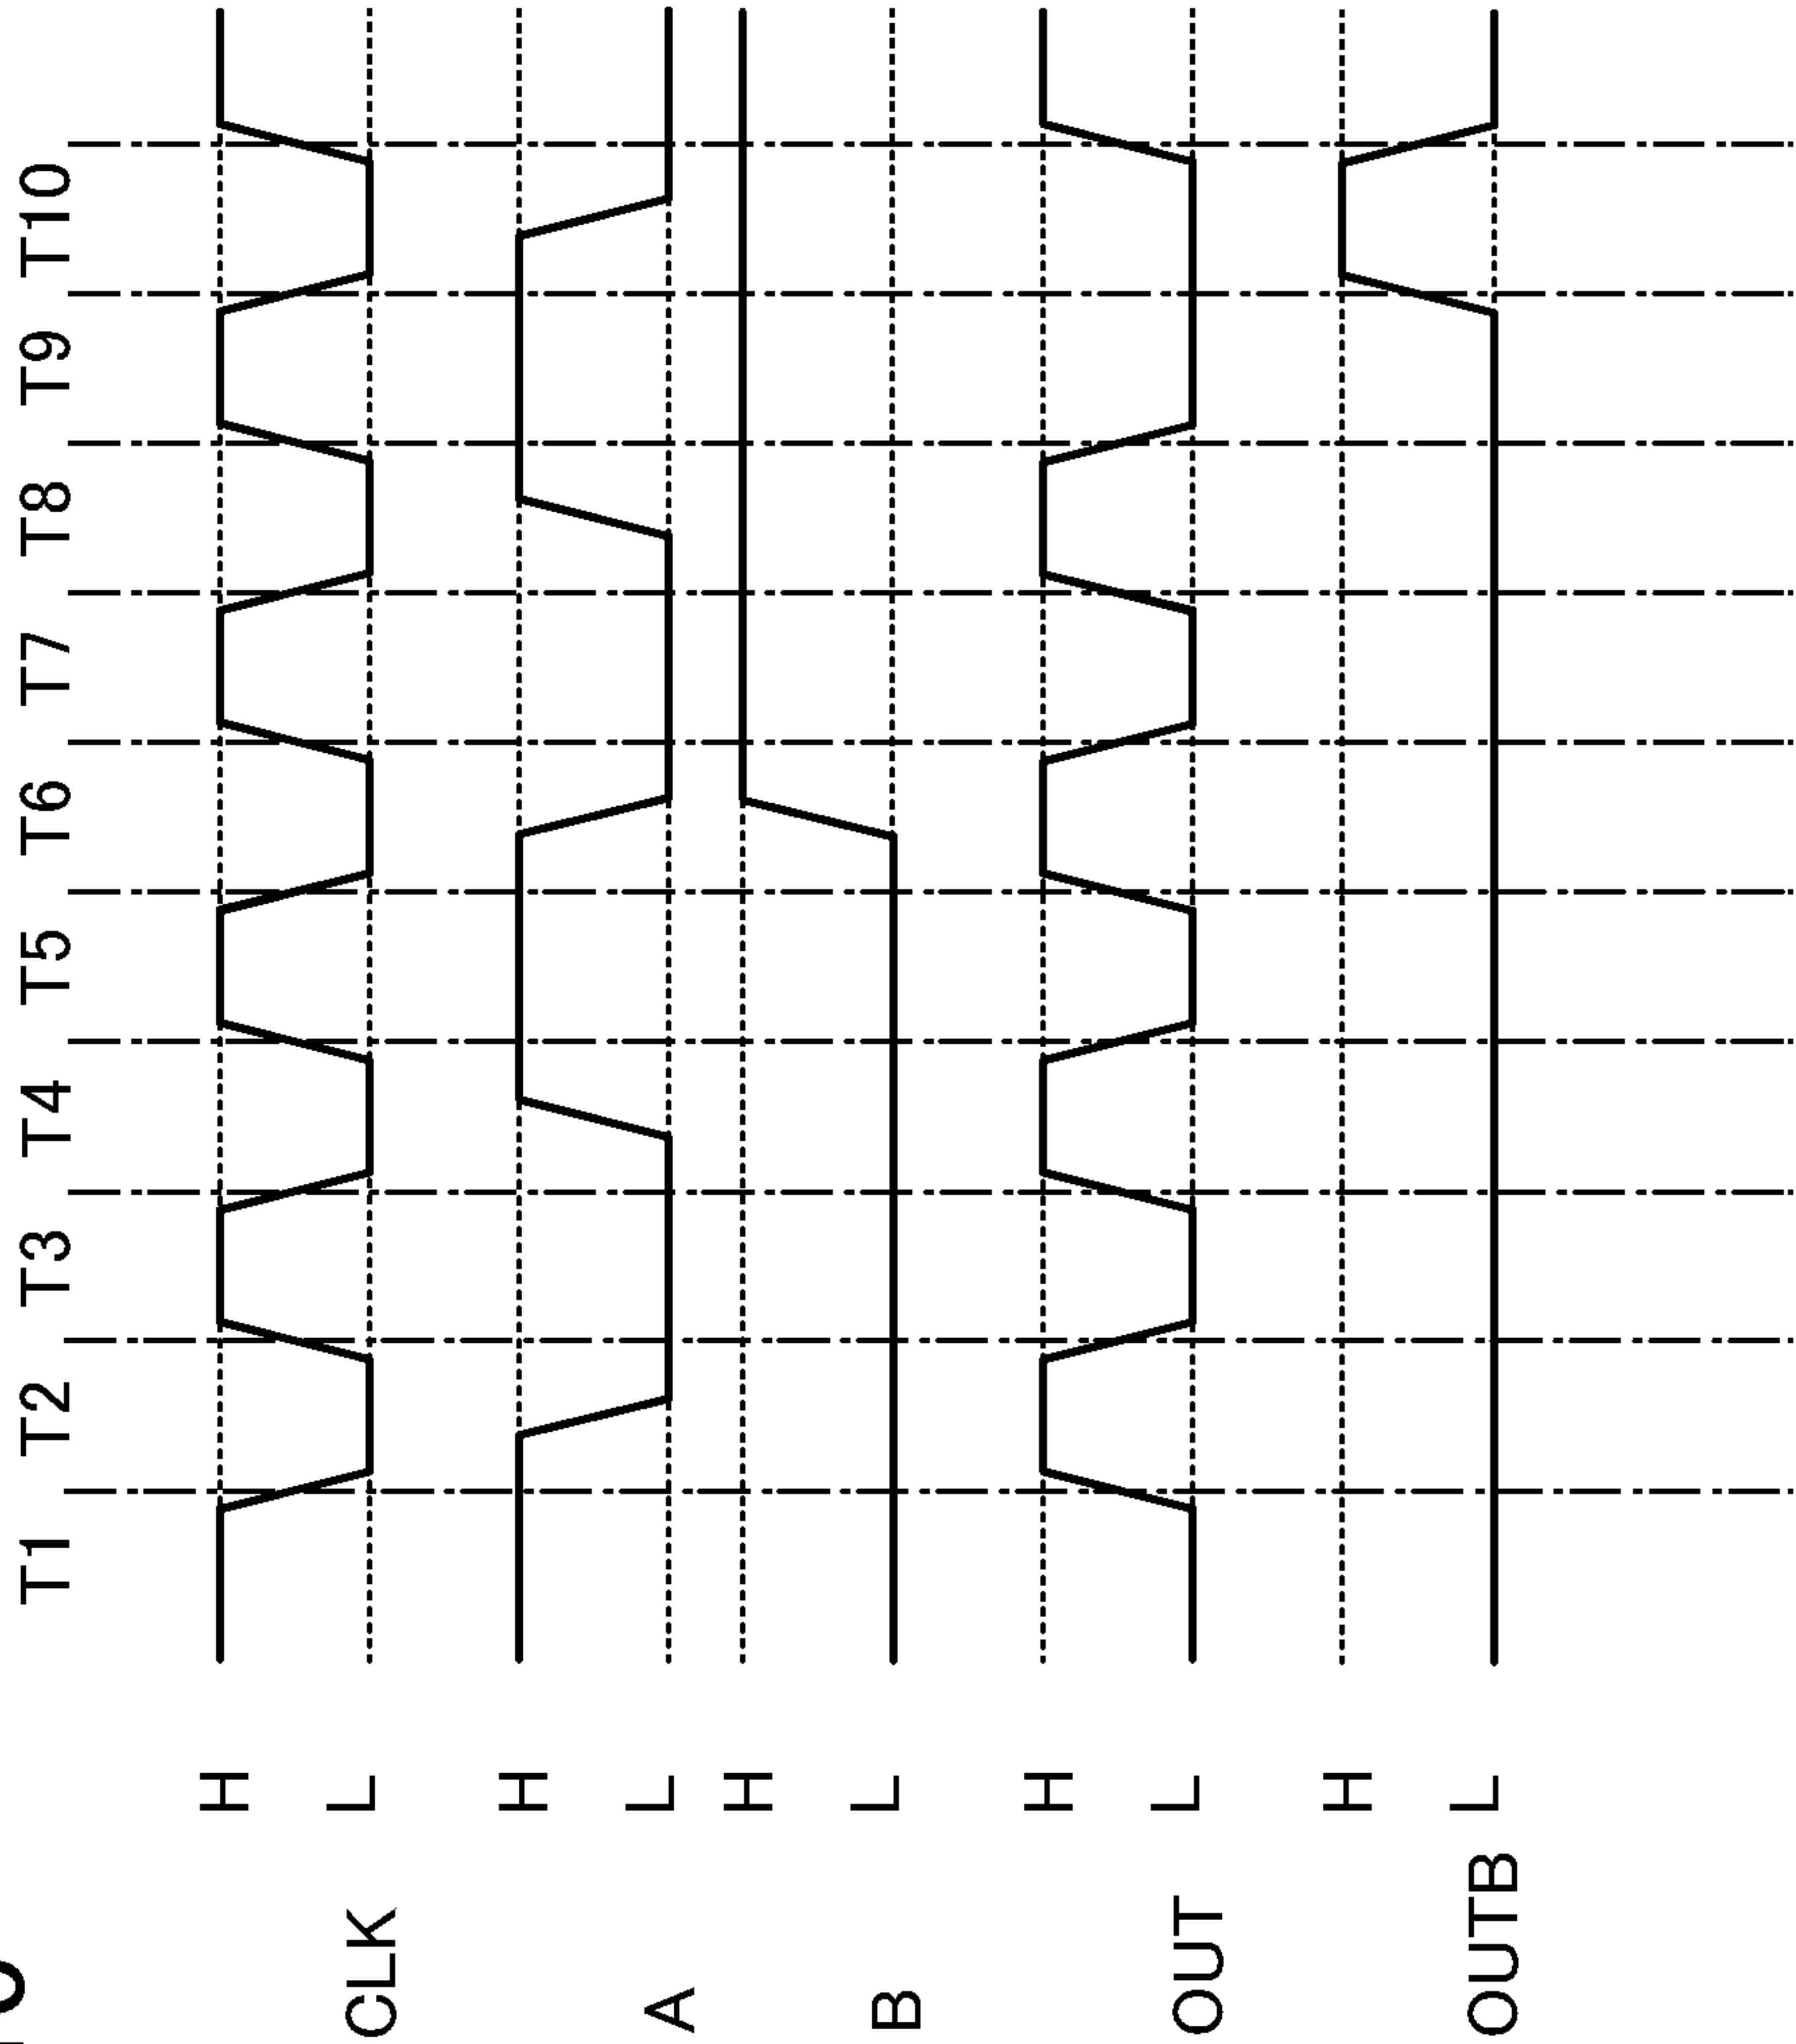 T1 T2 T3 T4 T5 T6 T7 T8 T9 T10
H
CLK L
H
A L
H
B L
H
OUT L
H
OUTB L